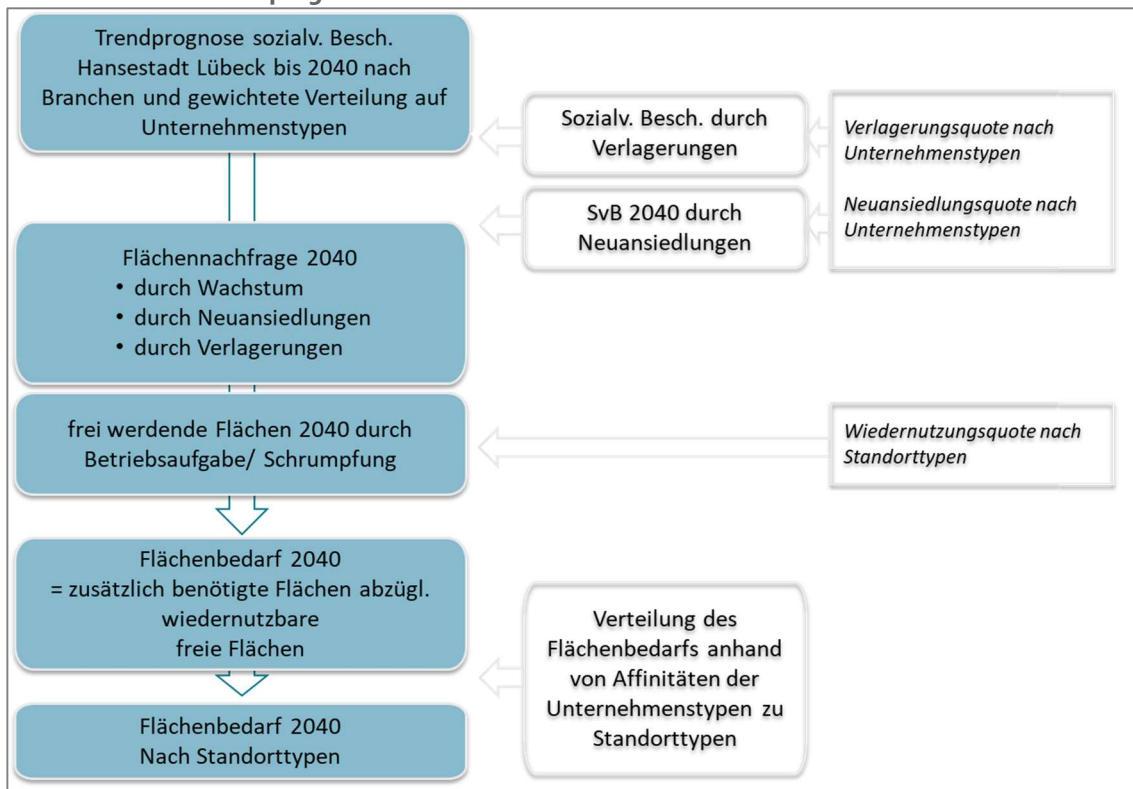 Trendprognose sozialv. Besch.
Hansestadt Lübeck bis 2040 nach
Branchen und gewichtete Verteilung auf
Unternehmenstypen
Sozialv. Besch. durch
Verlagerungen
Verlagerungsquote nach
Unternehmenstypen
SvB 2040 durch
Neuansiedlungen
Neuansiedlungsquote nach
Unternehmenstypen
Flächennachfrage 2040
• durch Wachstum
• durch Neuansiedlungen
• durch Verlagerungen
frei werdende Flächen 2040 durch
Betriebsaufgabe/ Schrumpfung
Wiedernutzungsquote nach
Standorttypen
Flächenbedarf 2040
= zusätzlich benötigte Flächen abzügl.
wiedernutzbare
freie Flächen
Verteilung des
Flächenbedarfs anhand
von Affinitäten der
Unternehmenstypen zu
Standorttypen
Flächenbedarf 2040
Nach Standorttypen